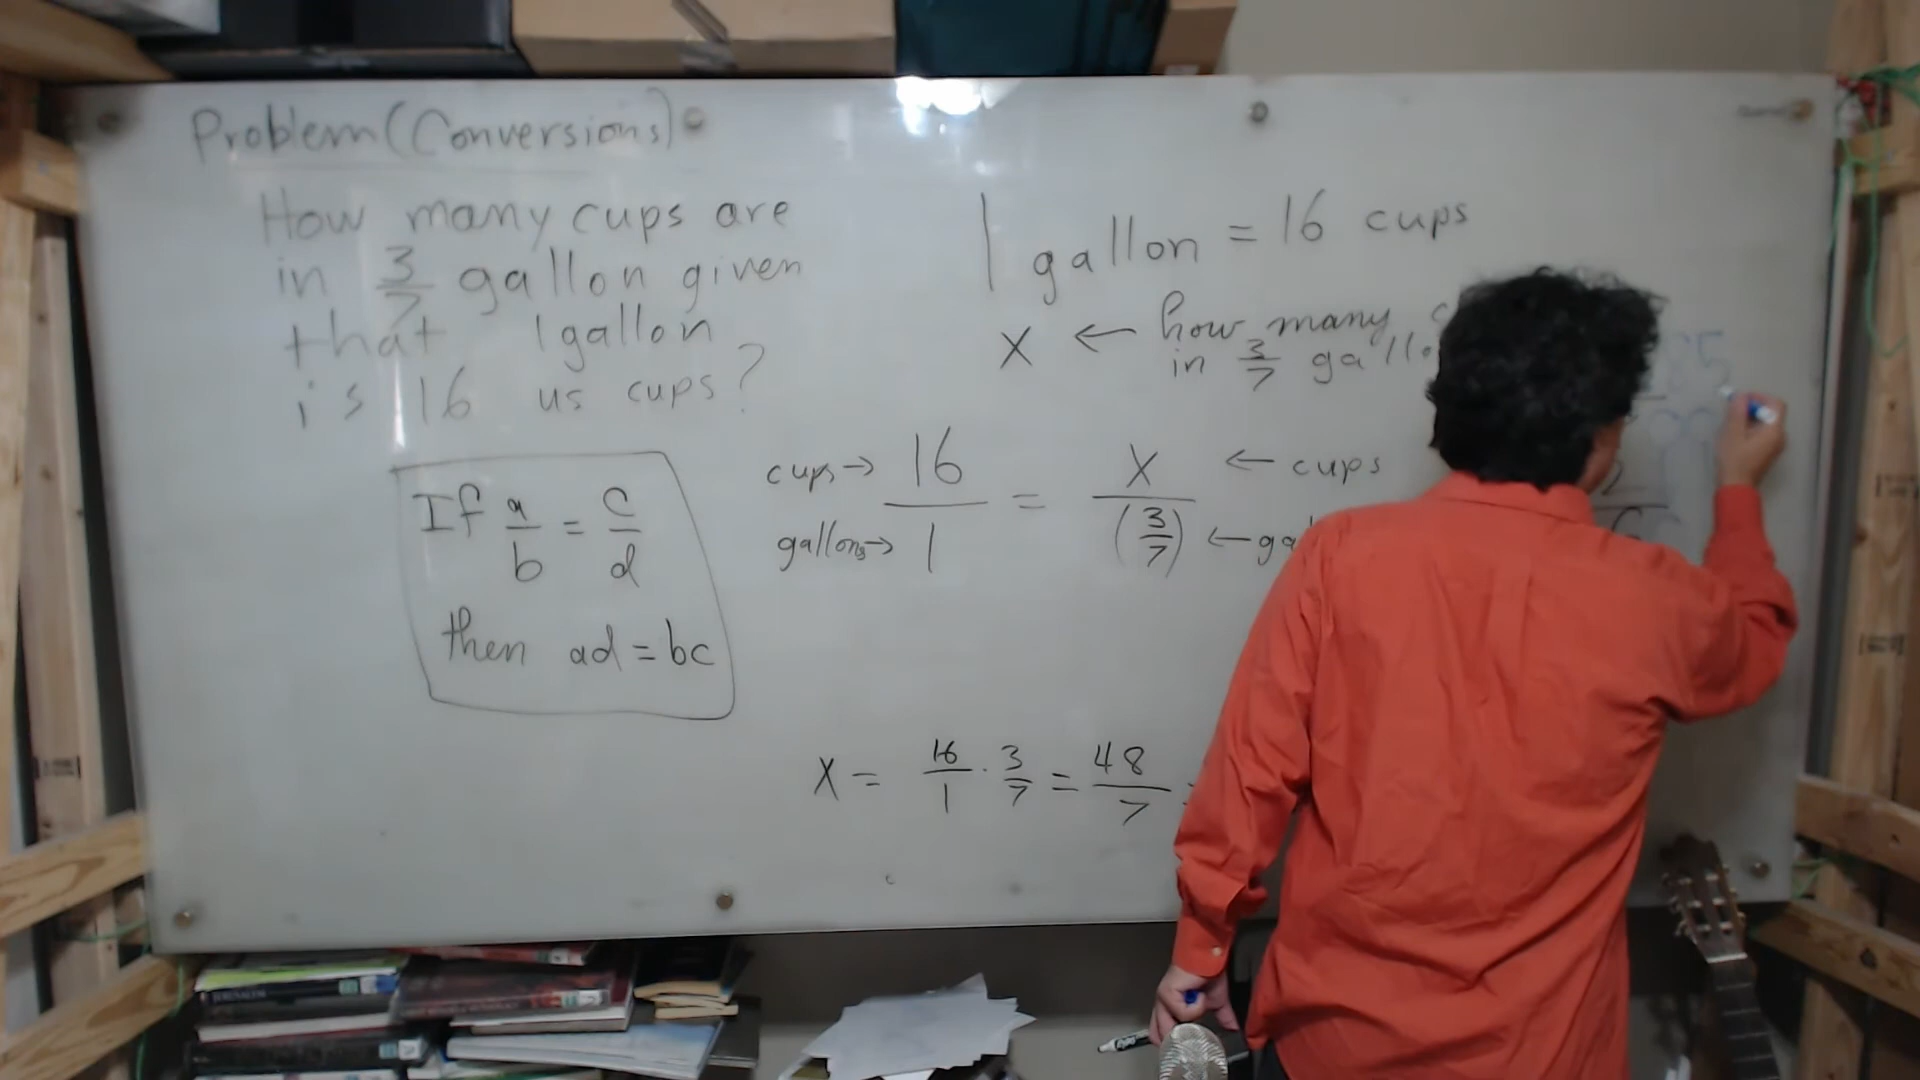 Problem (Conversions)
How many cups are
in 3/7 gallon given
that 1 gallon
is 16 us cups?
If a/b = c/d
then ad = bc
1 gallon = 16 cups
X ← how many
in 3/7
cups → 16/1 = X/(3/7) ← cups
gallons →
X = 16/1 · 3/7 = 48/7
JERUSALEM